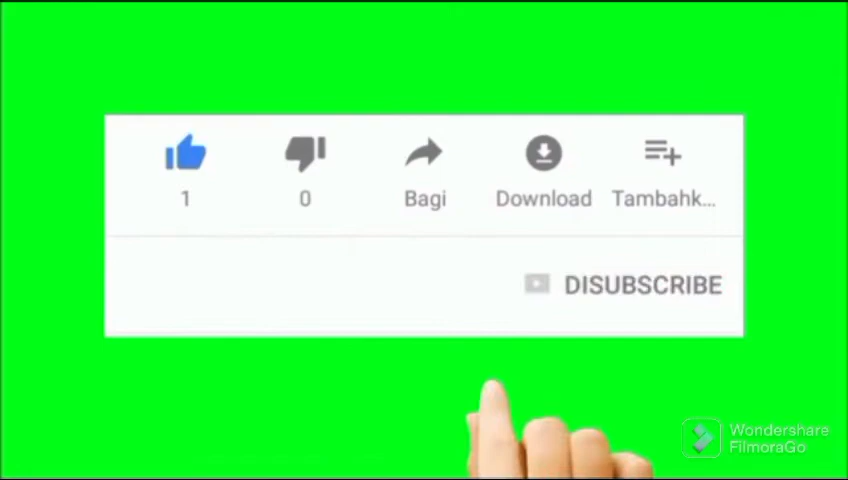 1
0
Bagi
Download
Tambahk...
DISUBSCRIBE
Wondershare
FilmoraGo